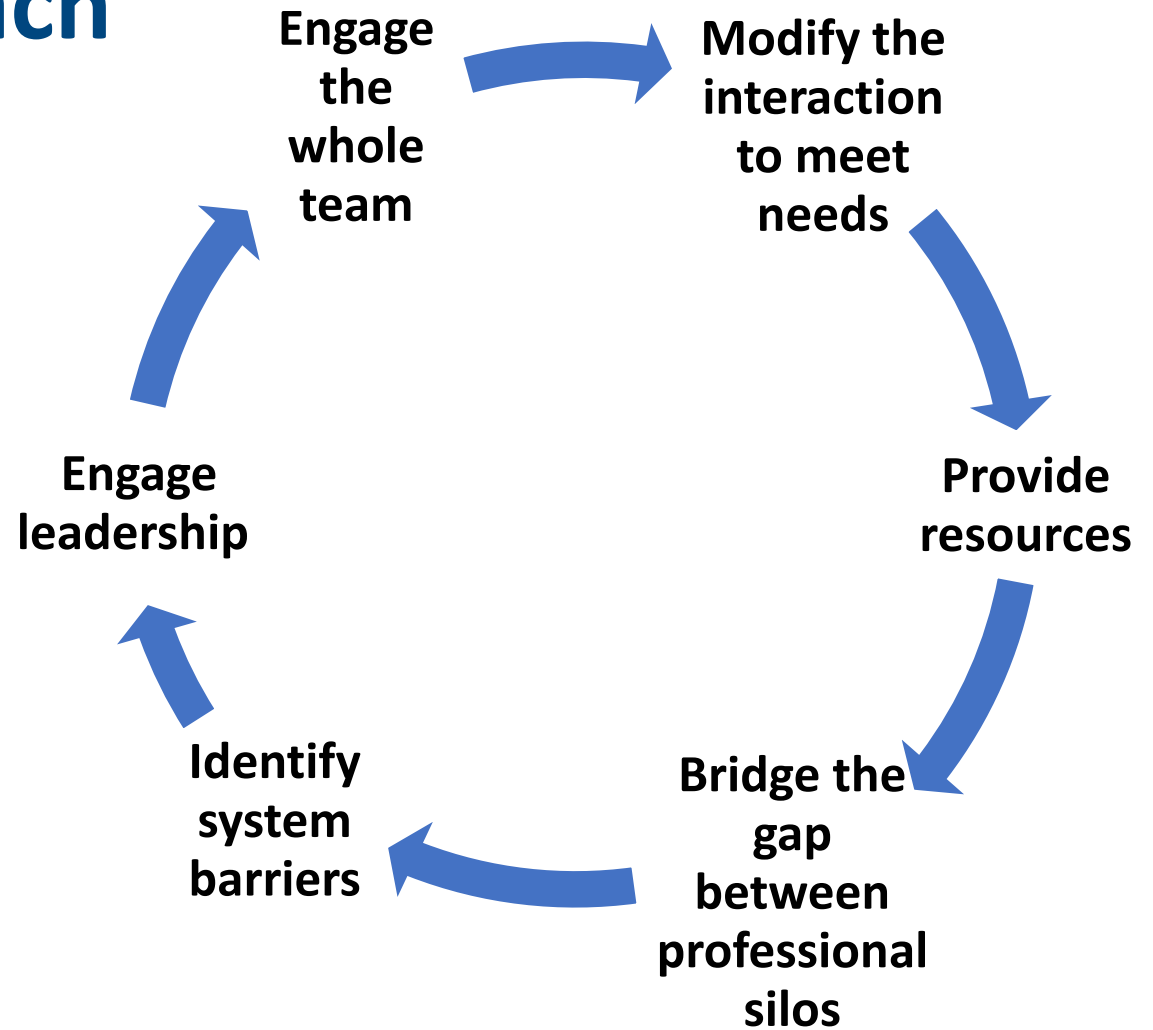 Engage
the
whole
team
Modify the
interaction
to meet
needs
Provide
resources
Bridge the
gap
between
professional
silos
Identify
system
barriers
Engage
leadership